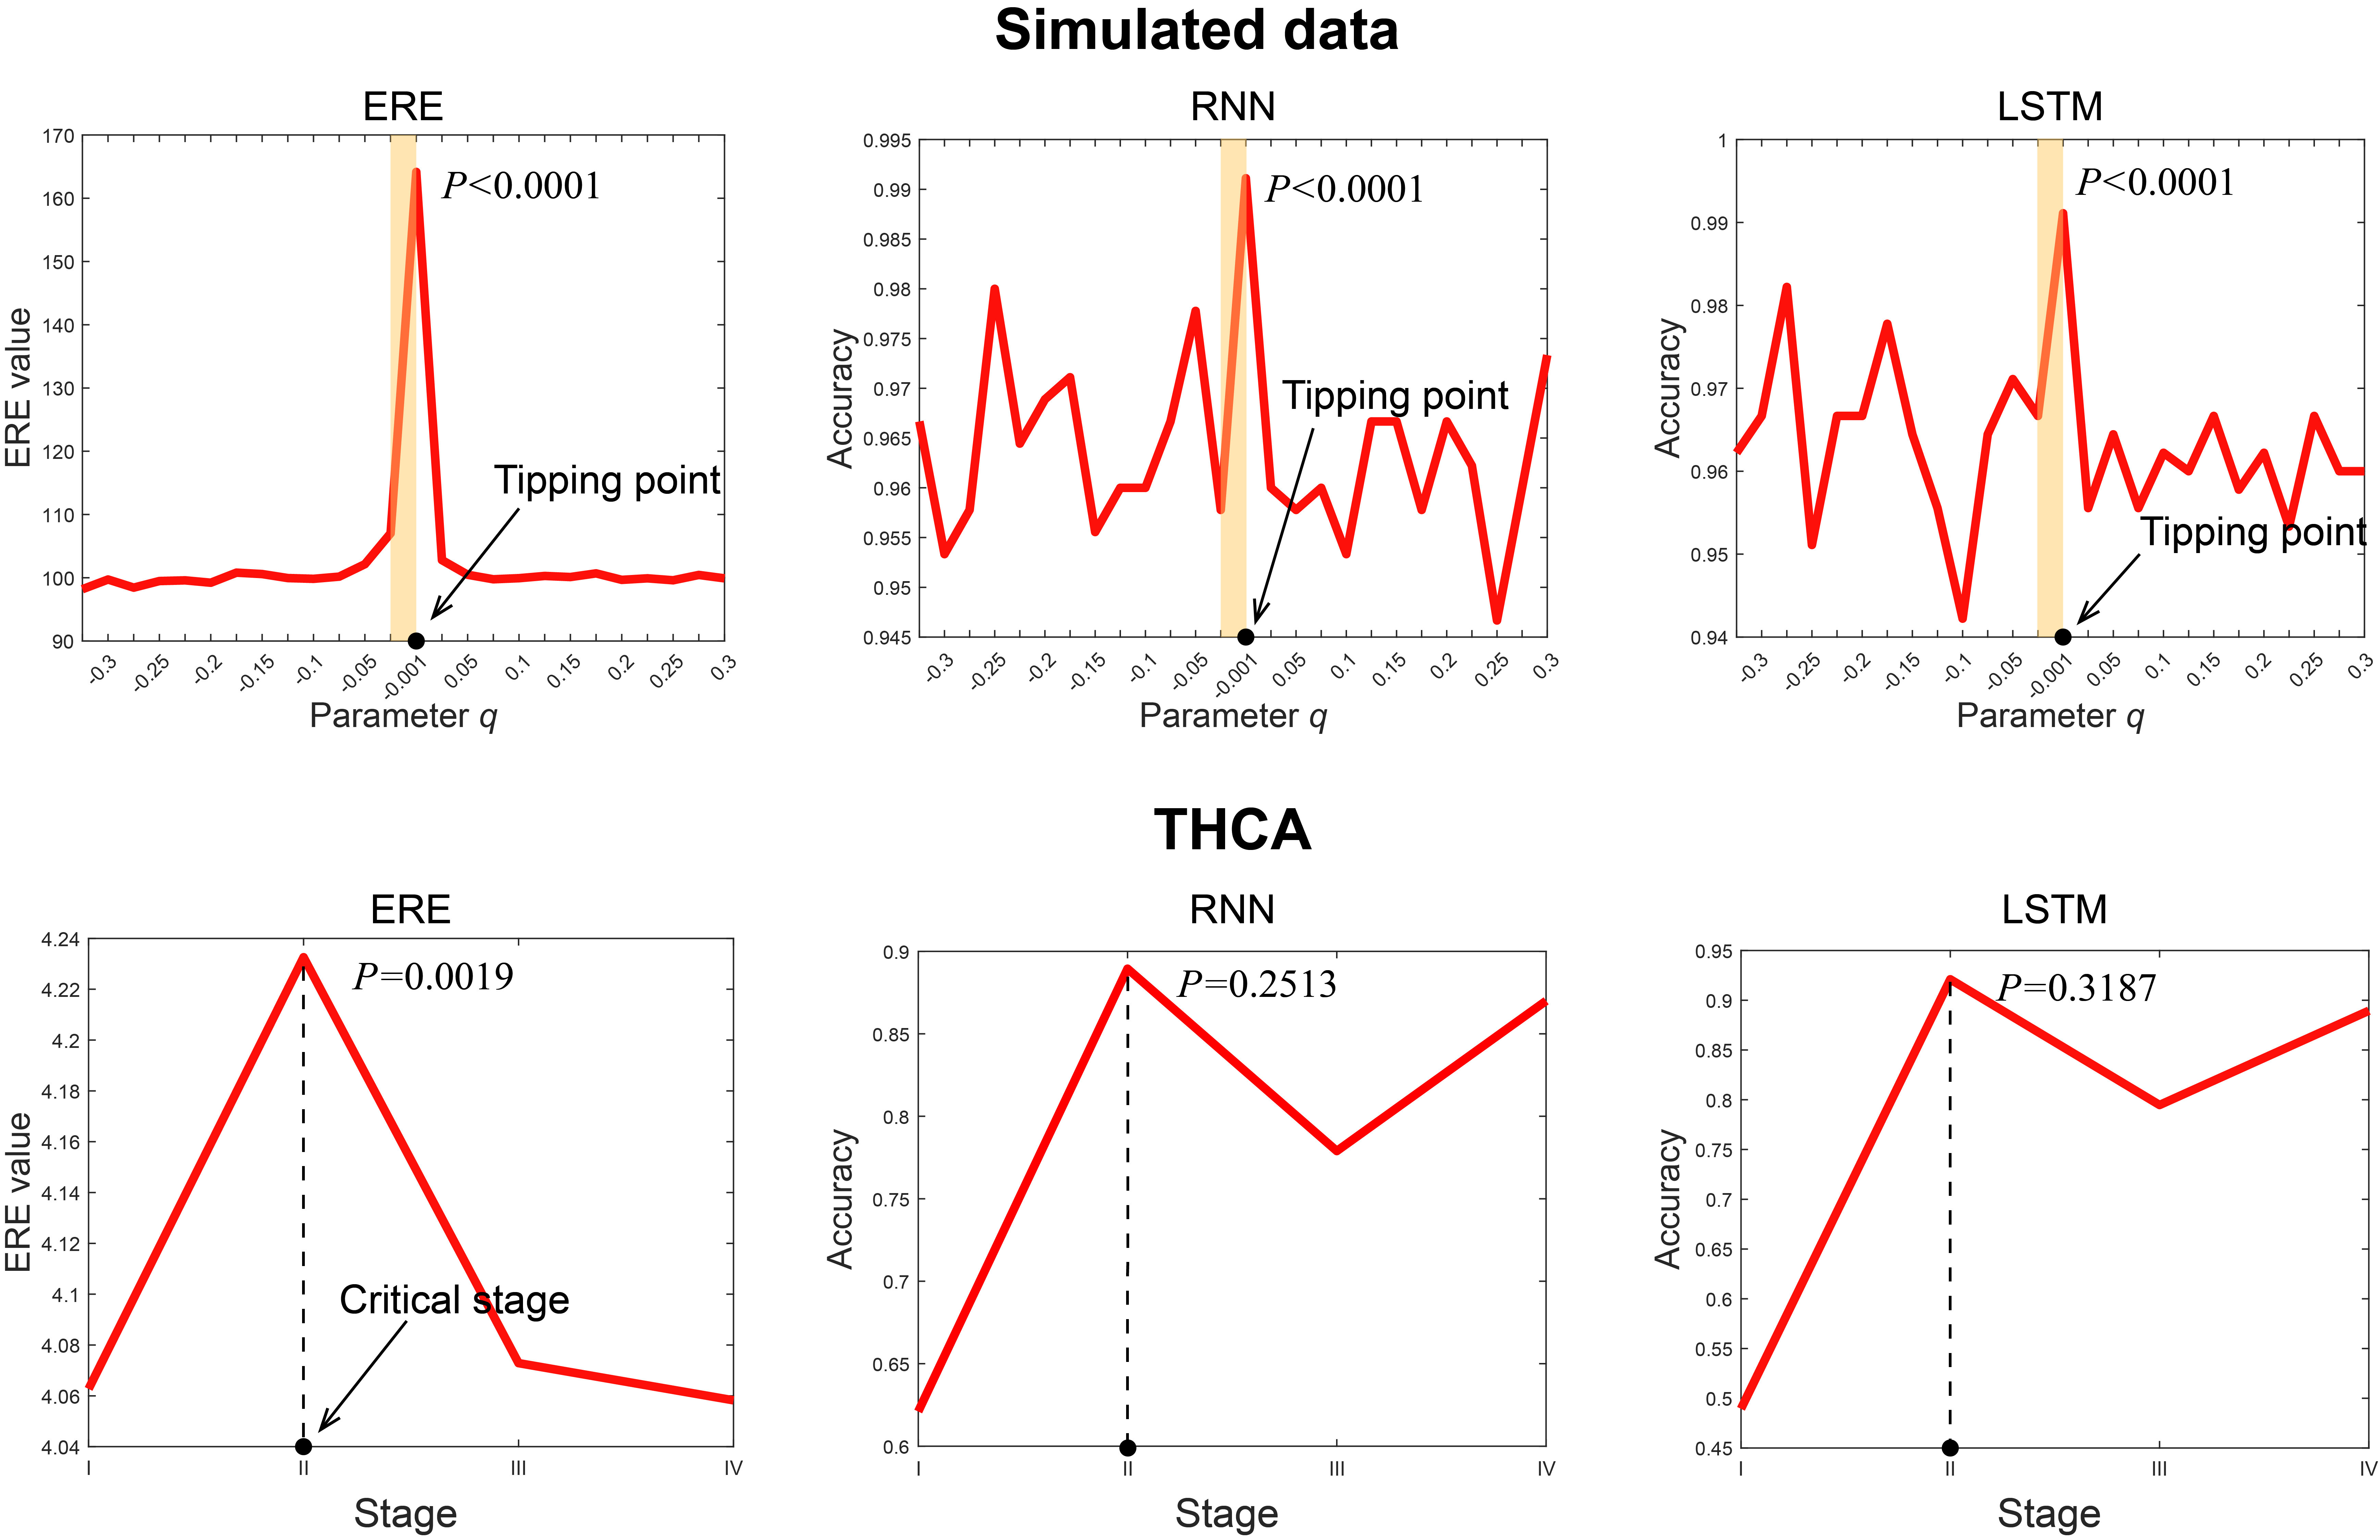 Simulated data
ERE
170
160
150
140
130
120
110
100
90
ERE value
P<0.0001
Tipping point
-0.3 -0.25 -0.2 -0.15 -0.1 -0.05 -0.001 0.05 0.1 0.15 0.2 0.25 0.3
Parameter q
RNN
0.995
0.99
0.985
0.98
0.975
0.97
0.965
0.96
0.955
0.95
0.945
Accuracy
P<0.0001
Tipping point
-0.3 -0.25 -0.2 -0.15 -0.1 -0.05 -0.001 0.05 0.1 0.15 0.2 0.25 0.3
Parameter q
LSTM
1
0.99
0.98
0.97
0.96
0.95
0.94
Accuracy
P<0.0001
Tipping point
-0.3 -0.25 -0.2 -0.15 -0.1 -0.05 -0.001 0.05 0.1 0.15 0.2 0.25 0.3
Parameter q
THCA
ERE
4.24
4.22
4.2
4.18
4.16
4.14
4.12
4.1
4.08
4.06
4.04
ERE value
P=0.0019
Critical stage
I II III IV
Stage
RNN
0.9
0.85
0.8
0.75
0.7
0.65
0.6
Accuracy
P=0.2513
I II III IV
Stage
LSTM
0.95
0.9
0.85
0.8
0.75
0.7
0.65
0.6
0.55
0.5
0.45
Accuracy
P=0.3187
I II III IV
Stage